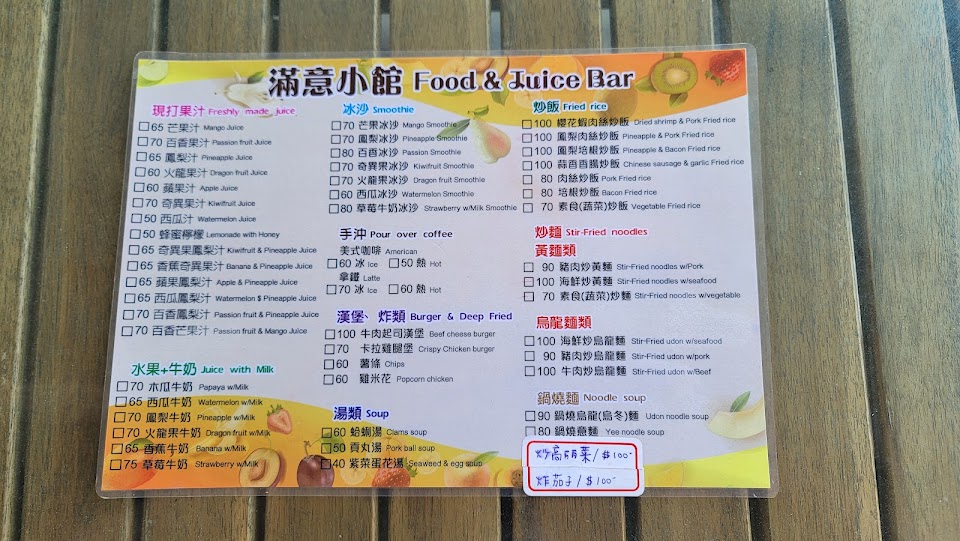 滿意小館 Food & Juice Bar
現打果汁 Freshly made juice
65 芒果汁 Mango Juice
70 百香果汁 Passion fruit Juice
65 鳳梨汁 Pineapple Juice
60 火龍果汁 Dragon fruit Juice
60 蘋果汁 Apple Juice
70 奇異果汁 Kiwifruit Juice
50 西瓜汁 Watermelon Juice
50 蜂蜜檸檬 Lemonade with Honey
65 奇異果鳳梨汁 Kiwifruit & Pineapple Juice
65 香蕉奇異果汁 Banana & Pineapple Juice
65 蘋果鳳梨汁 Apple & Pineapple Juice
65 西瓜鳳梨汁 Watermelon $ Pineapple Juice
70 百香鳳梨汁 Passion fruit & Pineapple Juice
70 百香芒果汁 Passion fruit & Mango Juice
水果+牛奶 Juice with Milk
70 木瓜牛奶 Papaya w/Milk
65 西瓜牛奶 Watermelon w/Milk
70 鳳梨牛奶 Pineapple w/Milk
70 火龍果牛奶 Dragon fruit w/Milk
65 香蕉牛奶 Banana w/Milk
75 草莓牛奶 Strawberry w/Milk
冰沙 Smoothie
70 芒果冰沙 Mango Smoothie
70 鳳梨冰沙 Pineapple Smoothie
80 百香冰沙 Passion Smoothie
70 奇異果冰沙 Kiwifruit Smoothie
70 火龍果冰沙 Dragon fruit Smoothie
60 西瓜冰沙 Watermelon Smoothie
80 草莓牛奶冰沙 Strawberry w/Milk Smoothie
手沖 Pour over coffee
美式咖啡 American
60 冰 Ice 50 熱 Hot
拿鐵 Latte
70 冰 Ice 60 熱 Hot
漢堡、炸類 Burger & Deep Fried
100 牛肉起司漢堡 Beef cheese burger
70 卡拉雞腿堡 Crispy Chicken burger
60 薯條 Chips
60 雞米花 Popcorn chicken
湯類 Soup
60 蛤蠣湯 Clams soup
50 貢丸湯 Pork ball soup
40 紫菜蛋花湯 Seaweed & egg soup
炒飯 Fried rice
100 櫻花蝦肉絲炒飯 Dried shrimp & Pork Fried rice
100 鳳梨肉絲炒飯 Pineapple & Pork Fried rice
100 鳳梨培根炒飯 Pineapple & Bacon Fried rice
100 蒜香香腸炒飯 Chinese sausage & garlic Fried rice
80 肉絲炒飯 Pork Fried rice
80 培根炒飯 Bacon Fried rice
70 素食(蔬菜)炒飯 Vegetable Fried rice
炒麵 Stir-Fried noodles
黃麵類
90 豬肉炒黃麵 Stir-Fried noodles w/Pork
100 海鮮炒黃麵 Stir-Fried noodles w/seafood
70 素食(蔬菜)炒麵 Stir-Fried noodles w/vegetable
烏龍麵類
100 海鮮炒烏龍麵 Stir-Fried udon w/seafood
90 豬肉炒烏龍麵 Stir-Fried udon w/pork
100 牛肉炒烏龍麵 Stir-Fried udon w/Beef
鍋燒麵 Noodle soup
90 鍋燒烏龍(烏冬)麵 Udon noodle soup
80 鍋燒意麵 Yee noodle soup
炒高麗菜/$100-
炸茄子/$100-